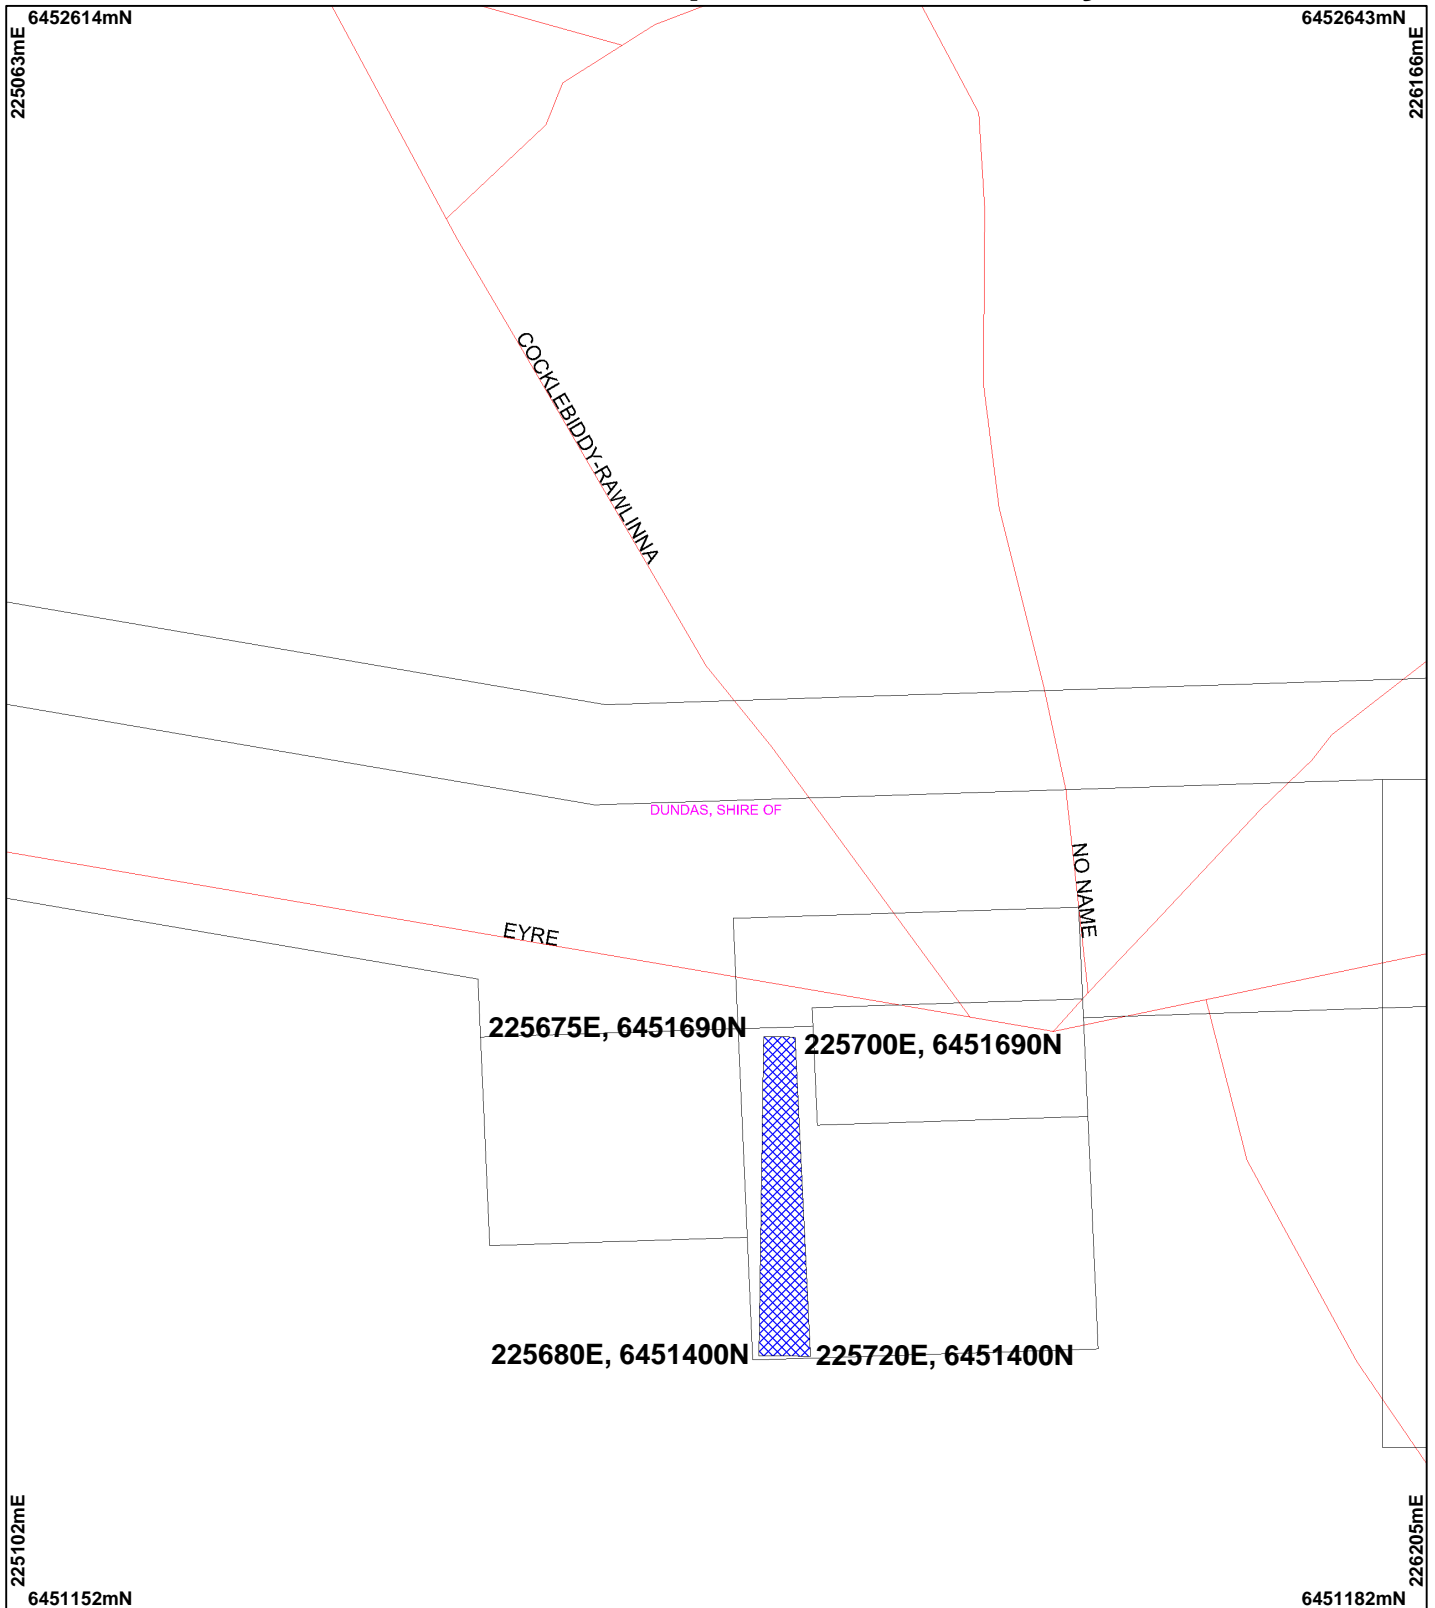 6452614mN
6452643mN
225063mE
226166mE
COCKLEBIDDY-RAWLINNA
DUNDAS, SHIRE OF
NO NAME
EYRE
225675E, 6451690N
225700E, 6451690N
225680E, 6451400N
225720E, 6451400N
225102mE
226205mE
6451152mN
6451182mN